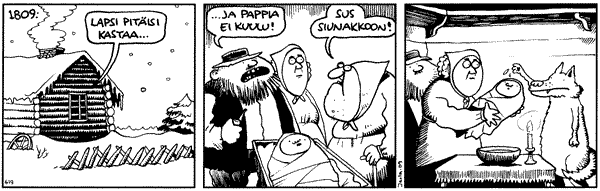 1809:
LAPSI PITÄISI
KASTAA...
...JA PAPPIA
EI KUULU!
SUS
SIUNAKKOON!